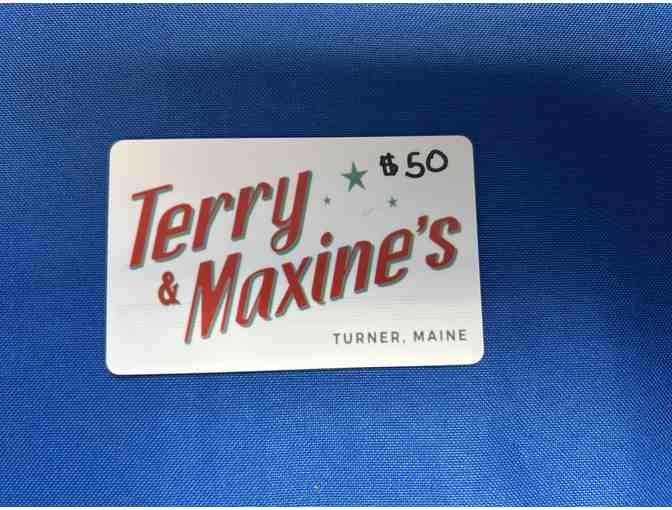 $50
Terry
& Maxine's
TURNER, MAINE